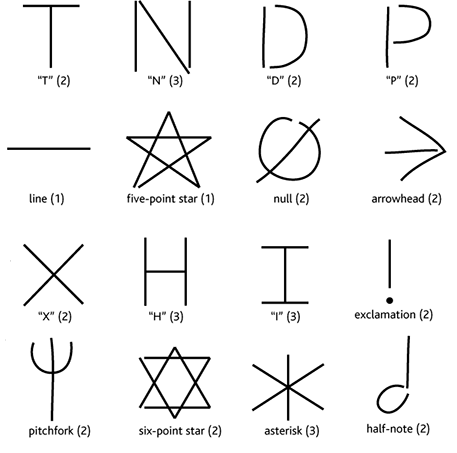 “T” (2) “N” (3) “D” (2) “P” (2)
line (1) five-point star (1) null (2) arrowhead (2)
“X” (2) “H” (3) “I” (3) exclamation (2)
pitchfork (2) six-point star (2) asterisk (3) half-note (2)